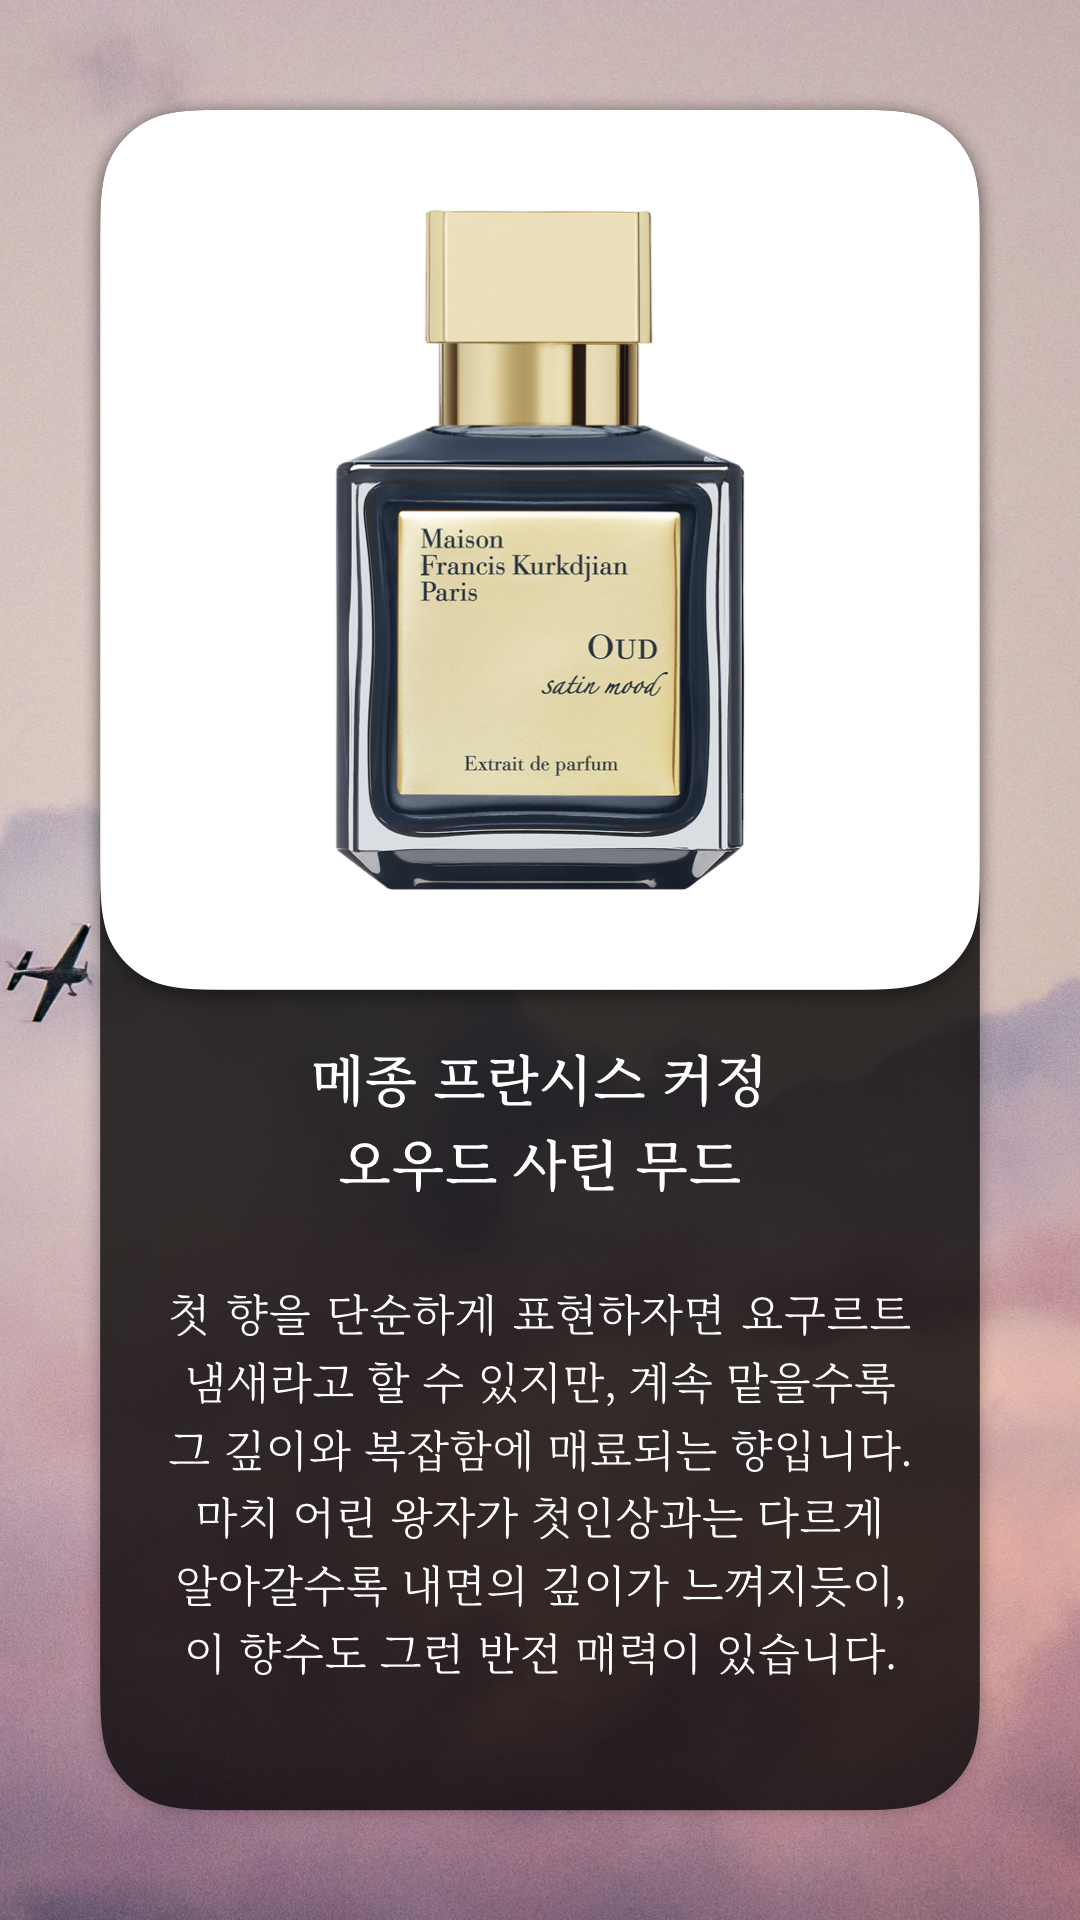 Maison
Francis Kurkdjian
Paris
OUD
satin mood
Extrait de parfum
메종 프란시스 커정
오우드 사틴 무드
첫 향을 단순하게 표현하자면 요구르트
냄새라고 할 수 있지만, 계속 맡을수록
그 깊이와 복잡함에 매료되는 향입니다.
마치 어린 왕자가 첫인상과는 다르게
알아갈수록 내면의 깊이가 느껴지듯이,
이 향수도 그런 반전 매력이 있습니다.